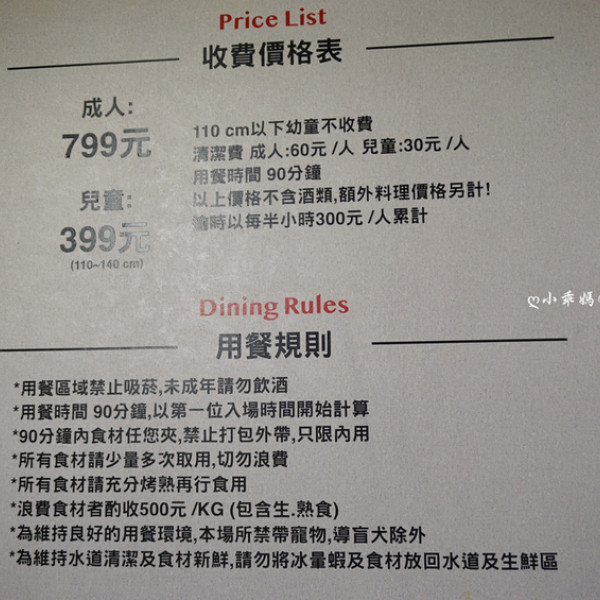 Price List
收費價格表
成人:
799元
110 cm以下幼童不收費
清潔費 成人:60元 /人 兒童:30元 /人
用餐時間 90分鐘
兒童:
399元
(110~140 cm)
以上價格不含酒類,額外料理價格另計!
逾時以每半小時300元 /人累計
Dining Rules
用餐規則
*用餐區域禁止吸菸,未成年請勿飲酒
*用餐時間 90分鐘,以第一位入場時間開始計算
*90分鐘內食材任您夾,禁止打包外帶,只限內用
*所有食材請少量多次取用,切勿浪費
*所有食材請充分烤熟再行食用
*浪費食材者酌收500元 /KG (包含生.熟食)
*為維持良好的用餐環境,本場所禁帶寵物,導盲犬除外
*為維持水道清潔及食材新鮮,請勿將冰量蝦及食材放回水道及生鮮區
小乖媽